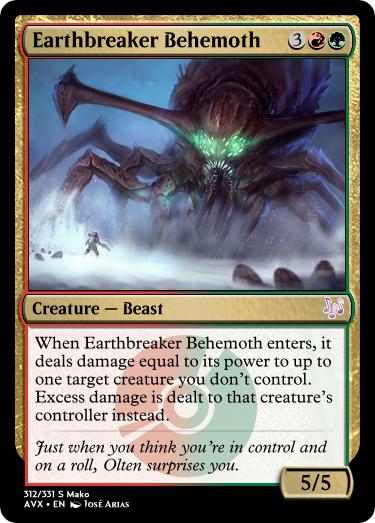 Earthbreaker Behemoth 3
Creature — Beast
When Earthbreaker Behemoth enters, it
deals damage equal to its power to up to
one target creature you don't control.
Excess damage is dealt to that creature's
controller instead.
Just when you think you're in control and
on a roll, Olten surprises you.
5/5
312/331 S Mako
AVX • EN José Arias